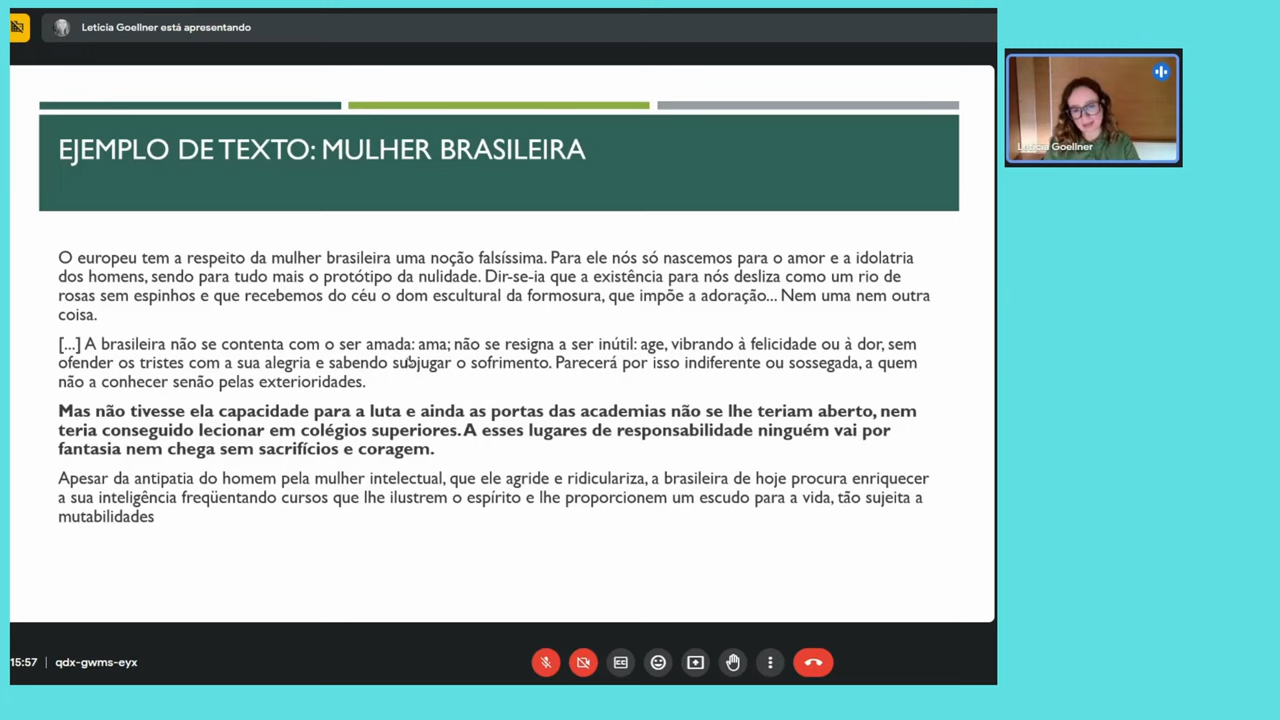 Leticia Goellner está apresentando
EJEMPLO DE TEXTO: MULHER BRASILEIRA
Leticia Goellner
O europeu tem a respeito da mulher brasileira uma noção falsíssima. Para ele nós só nascemos para o amor e a idolatria
dos homens, sendo para tudo mais o protótipo da nulidade. Dir-se-ia que a existência para nós desliza como um rio de
rosas sem espinhos e que recebemos do céu o dom escultural da formosura, que impõe a adoração... Nem uma nem outra
coisa.
[...] A brasileira não se contenta com o ser amada: ama; não se resigna a ser inútil: age, vibrando à felicidade ou à dor, sem
ofender os tristes com a sua alegria e sabendo subjugar o sofrimento. Parecerá por isso indiferente ou sossegada, a quem
não a conhecer senão pelas exterioridades.
Mas não tivesse ela capacidade para a luta e ainda as portas das academias não se lhe teriam aberto, nem
teria conseguido lecionar em colégios superiores. A esses lugares de responsabilidade ninguém vai por
fantasia nem chega sem sacrifícios e coragem.
Apesar da antipatia do homem pela mulher intelectual, que ele agride e ridiculariza, a brasileira de hoje procura enriquecer
a sua inteligência freqüentando cursos que lhe ilustrem o espírito e lhe proporcionem um escudo para a vida, tão sujeita a
mutabilidades
15:57 qdx-gwms-eyx